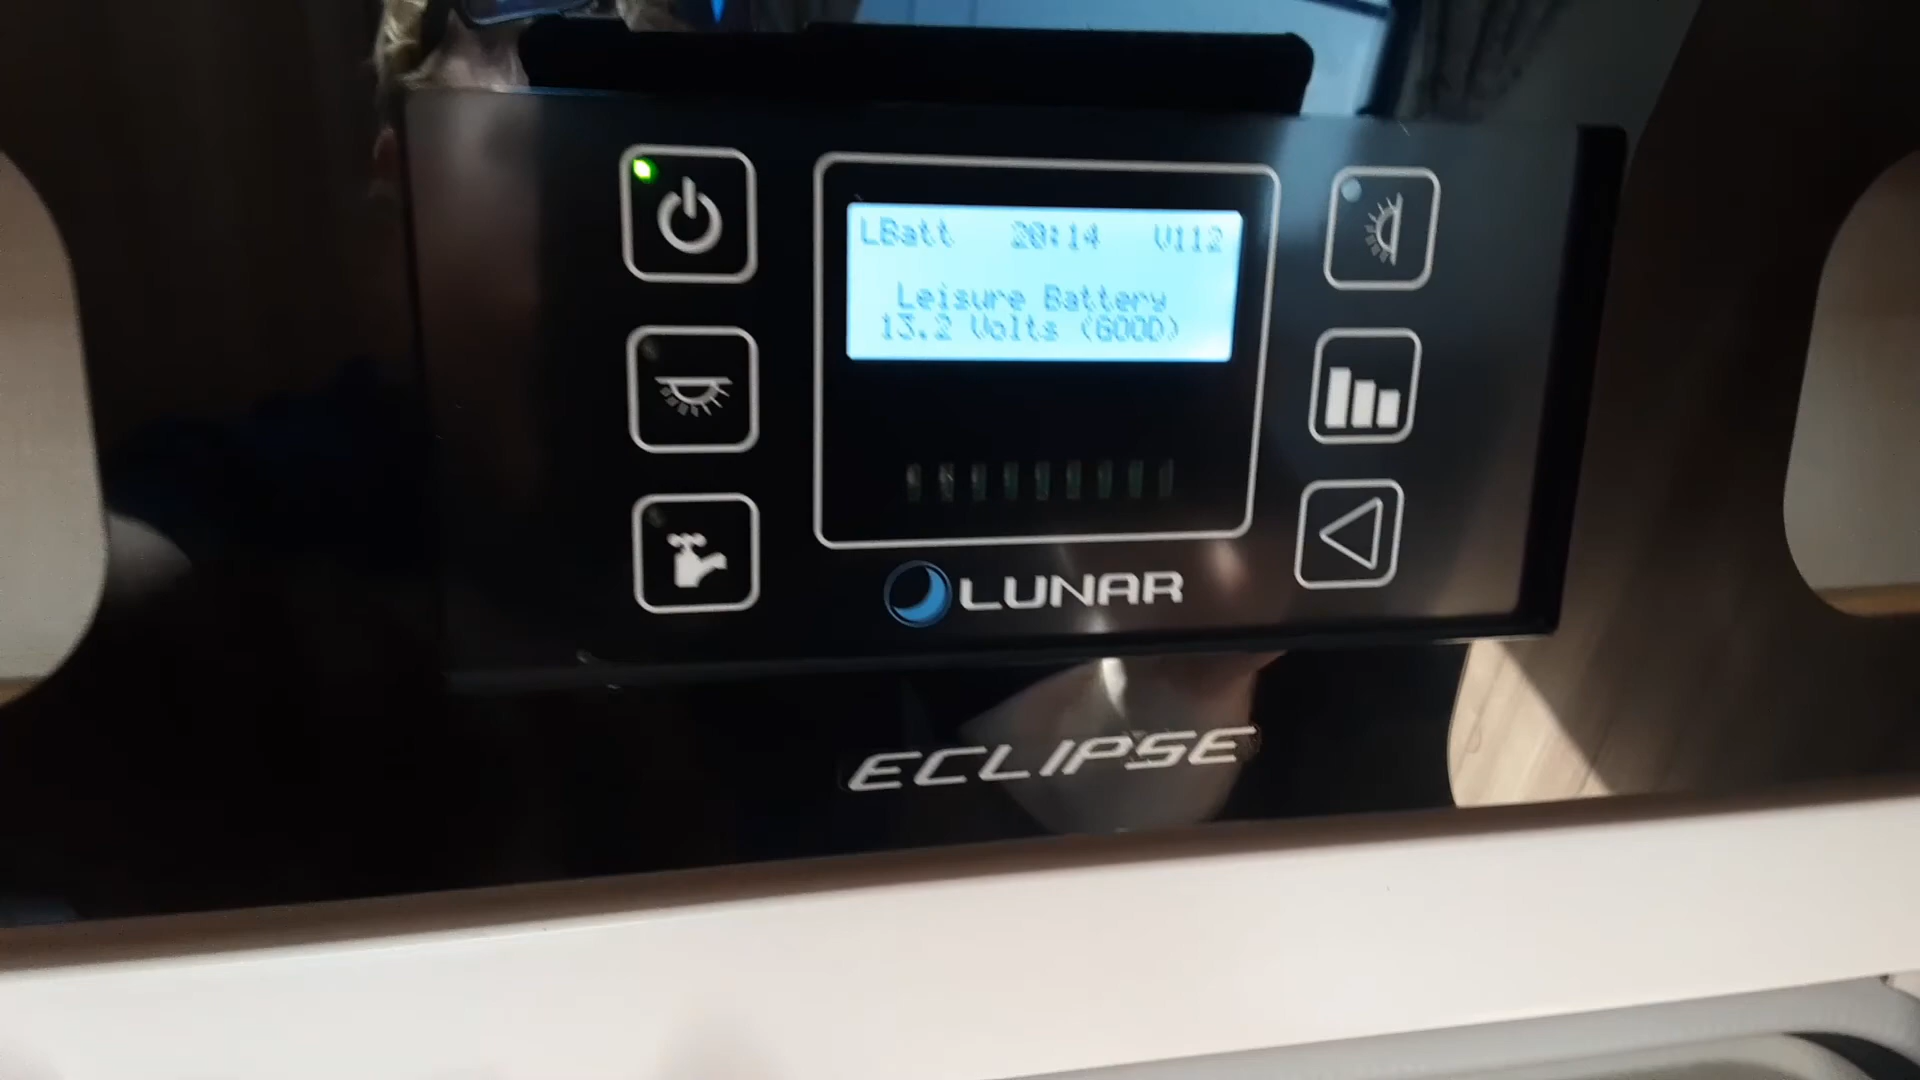 LBatt 20:14 V112
Leisure Battery
13.2 Volts (GOOD)
LUNAR
ECLIPSE